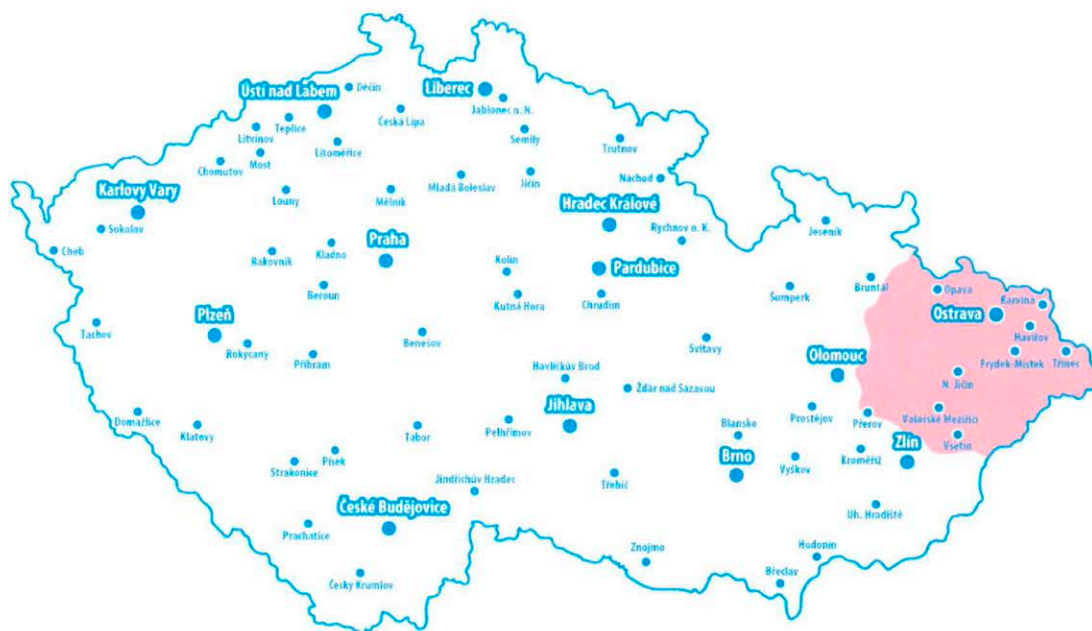 Děčín
Liberec
Ústí nad Labem
Jablonec n. N.
Česká Lípa
Teplice
Litvínov
Semily
Trutnov
Litoměřice
Most
Chomutov
Náchod
Mladá Boleslav
Jičín
Karlovy Vary
Louny
Mělník
Hradec Králové
Sokolov
Rychnov n. K.
Jeseník
Cheb
Praha
Kladno
Rakovník
Kolín
Pardubice
Beroun
Kutná Hora
Chrudim
Šumperk
Bruntál
Opava
Karviná
Ostrava
Plzeň
Tachov
Havířov
Rokycany
Benešov
Svitavy
Příbram
Olomouc
Frýdek-Místek
Třinec
Havlíčkův Brod
Žďár nad Sázavou
N. Jičín
Jihlava
Domažlice
Klatovy
Tábor
Pelhřimov
Blansko
Prostějov
Přerov
Valašské Meziříčí
Zlín
Vsetín
Písek
Strakonice
Brno
Vyškov
Kroměříž
Jindřichův Hradec
Třebíč
České Budějovice
Uh. Hradiště
Prachatice
Znojmo
Hodonín
Český Krumlov
Břeclav